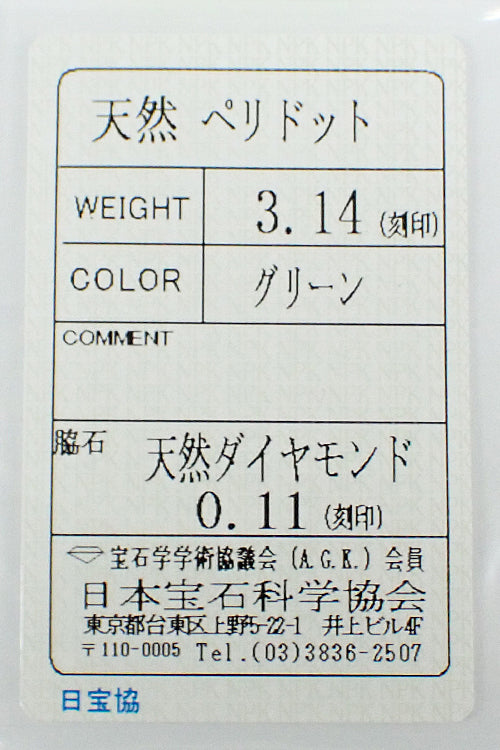 天然 ペリドット
WEIGHT 3.14 (刻印)
COLOR グリーン
COMMENT
脇石 天然ダイヤモンド
0.11 (刻印)
宝石学学術協議会 (A.G.K.) 会員
日本宝石科学協会
東京都台東区上野5-22-1 井上ビル4F
〒110-0005 Tel.(03)3836-2507
日宝協